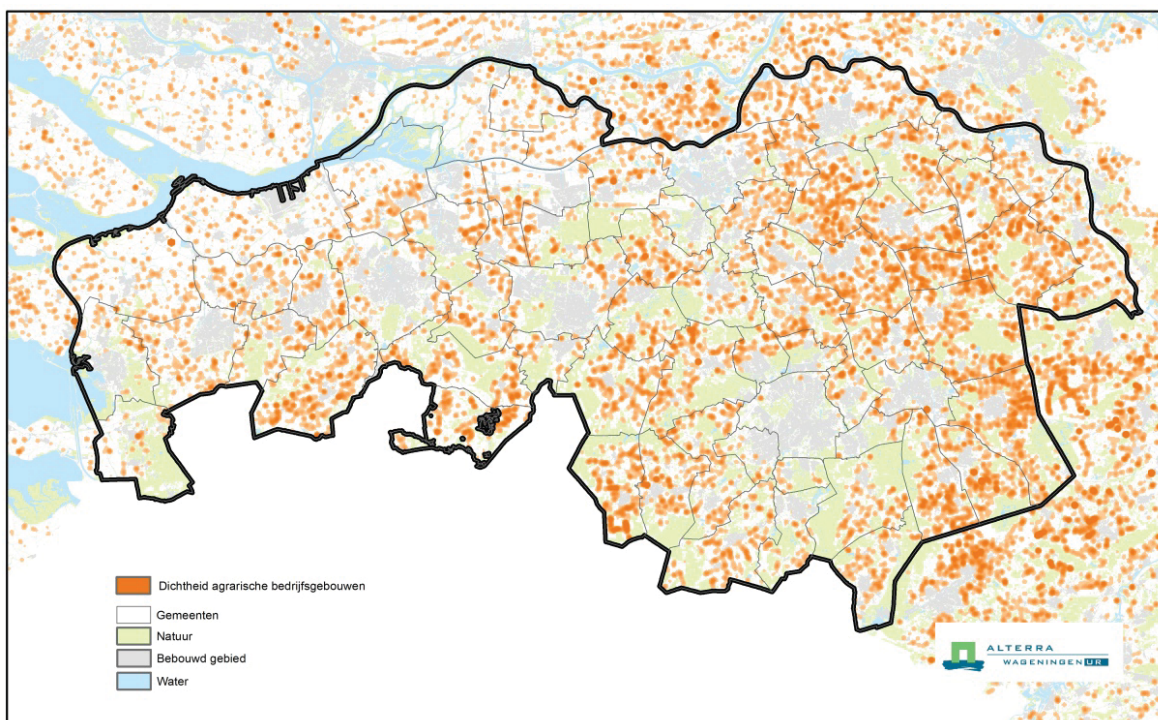 Dichtheid agrarische bedrijfsgebouwen
Gemeenten
Natuur
Bebouwd gebied
Water
ALTERRA
WAGENINGEN UR